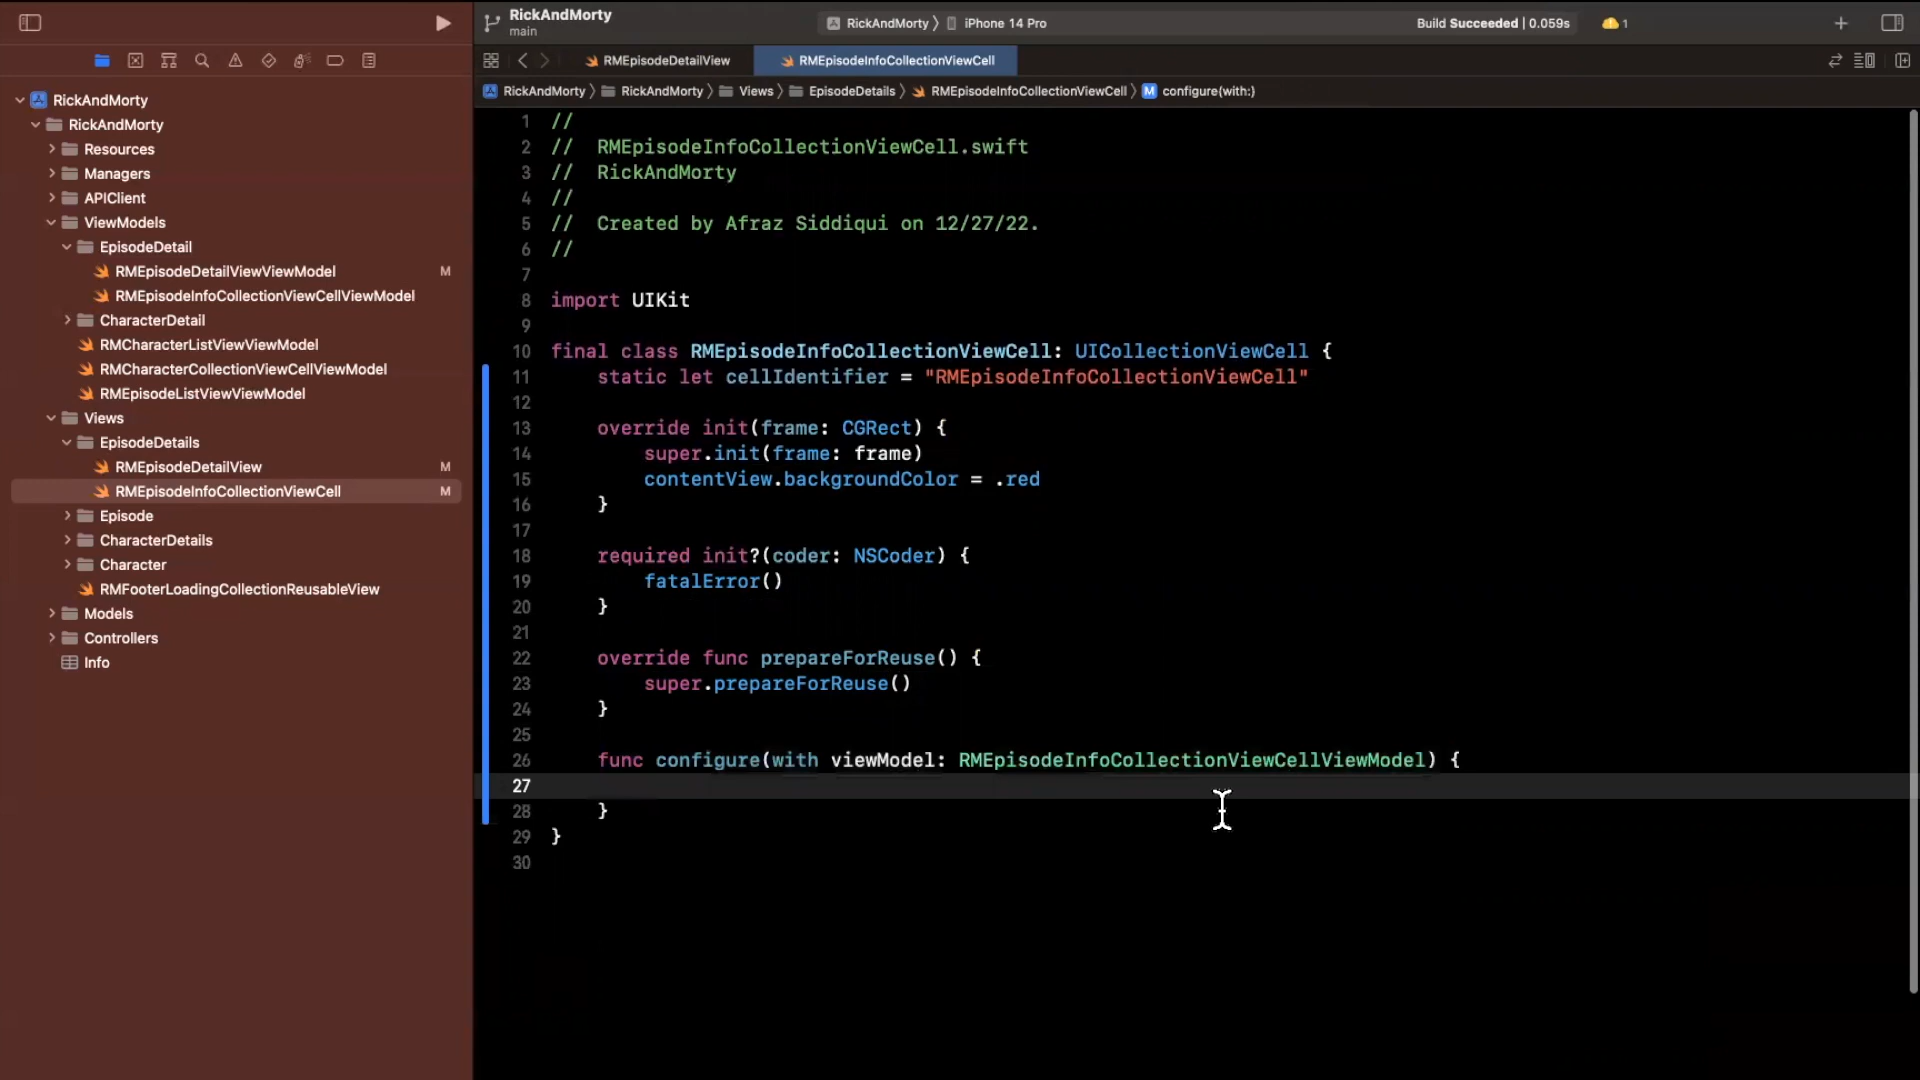 RickAndMorty
main
RickAndMorty 〉 iPhone 14 Pro
Build Succeeded | 0.059s
1
RMEpisodeDetailView
RMEpisodeInfoCollectionViewCell
RickAndMorty 〉 RickAndMorty 〉 Views 〉 EpisodeDetails 〉 RMEpisodeInfoCollectionViewCell 〉 M configure(with:)
RickAndMorty
RickAndMorty
Resources
Managers
APIClient
ViewModels
EpisodeDetail
RMEpisodeDetailViewViewModel M
RMEpisodeInfoCollectionViewCellViewModel
CharacterDetail
RMCharacterListViewViewModel
RMCharacterCollectionViewCellViewModel
RMEpisodeListViewViewModel
Views
EpisodeDetails
RMEpisodeDetailView M
RMEpisodeInfoCollectionViewCell M
Episode
CharacterDetails
Character
RMFooterLoadingCollectionReusableView
Models
Controllers
Info
1 //
2 //  RMEpisodeInfoCollectionViewCell.swift
3 //  RickAndMorty
4 //
5 //  Created by Afraz Siddiqui on 12/27/22.
6 //
7
8 import UIKit
9
10 final class RMEpisodeInfoCollectionViewCell: UICollectionViewCell {
11     static let cellIdentifier = "RMEpisodeInfoCollectionViewCell"
12
13     override init(frame: CGRect) {
14         super.init(frame: frame)
15         contentView.backgroundColor = .red
16     }
17
18     required init?(coder: NSCoder) {
19         fatalError()
20     }
21
22     override func prepareForReuse() {
23         super.prepareForReuse()
24     }
25
26     func configure(with viewModel: RMEpisodeInfoCollectionViewCellViewModel) {
27
28     }
29 }
30